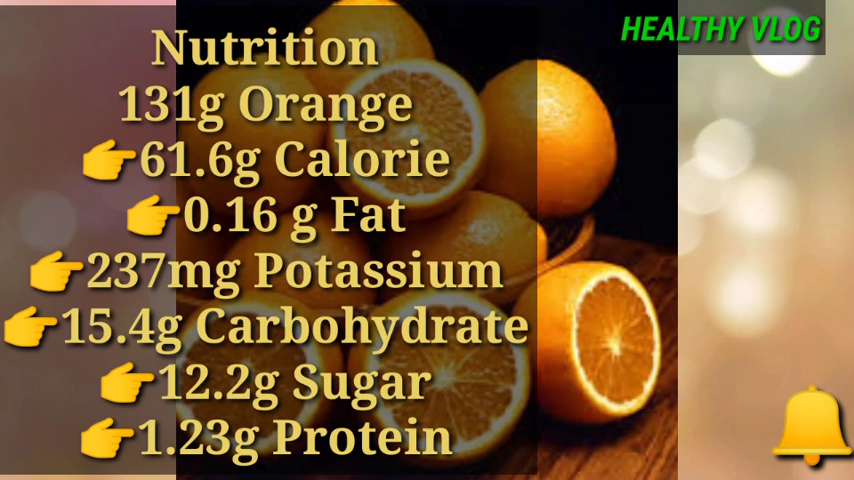 HEALTHY VLOG
Nutrition
131g Orange
👉61.6g Calorie
👉0.16 g Fat
👉237mg Potassium
👉15.4g Carbohydrate
👉12.2g Sugar
👉1.23g Protein